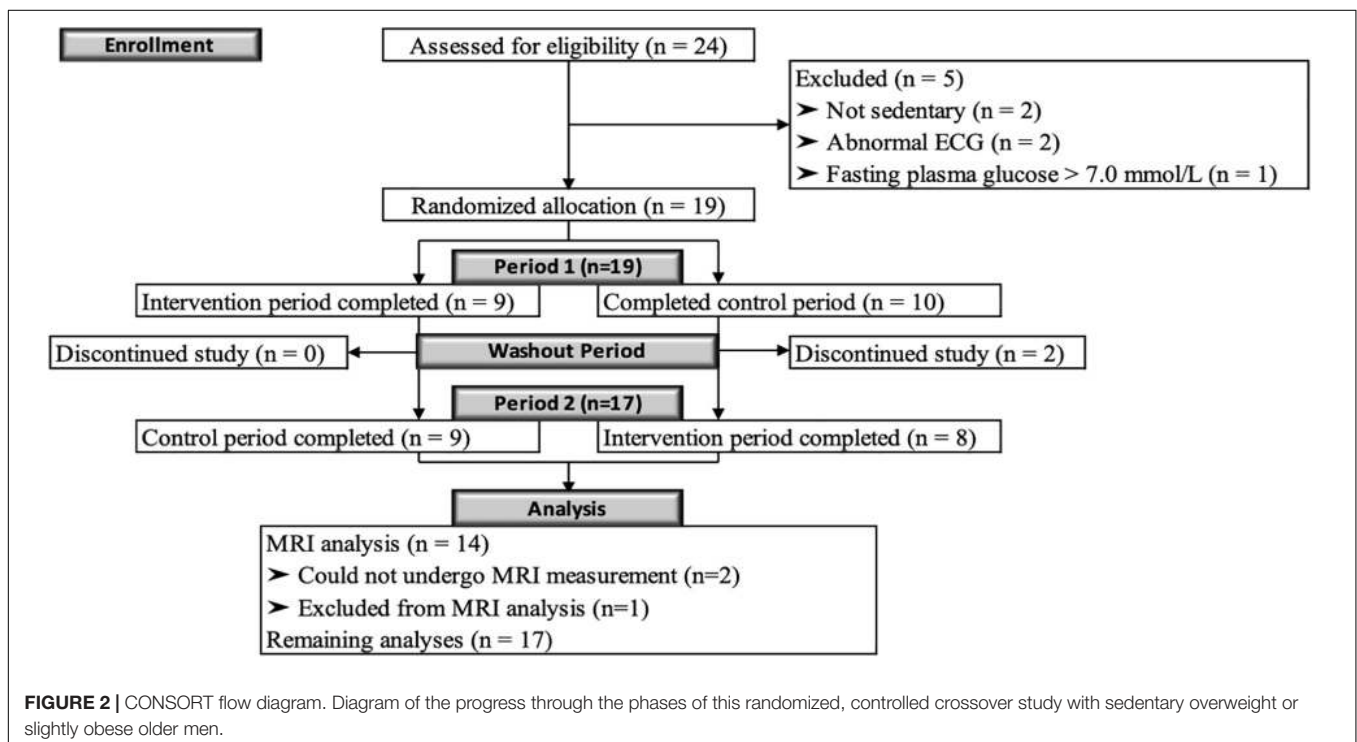 Enrollment
Assessed for eligibility (n = 24)
Excluded (n = 5)
➤ Not sedentary (n = 2)
➤ Abnormal ECG (n = 2)
➤ Fasting plasma glucose > 7.0 mmol/L (n = 1)
Randomized allocation (n = 19)
Period 1 (n=19)
Intervention period completed (n = 9)
Completed control period (n = 10)
Discontinued study (n = 0)
Washout Period
Discontinued study (n = 2)
Period 2 (n=17)
Control period completed (n = 9)
Intervention period completed (n = 8)
Analysis
MRI analysis (n = 14)
➤ Could not undergo MRI measurement (n=2)
➤ Excluded from MRI analysis (n=1)
Remaining analyses (n = 17)
FIGURE 2 | CONSORT flow diagram. Diagram of the progress through the phases of this randomized, controlled crossover study with sedentary overweight or
slightly obese older men.